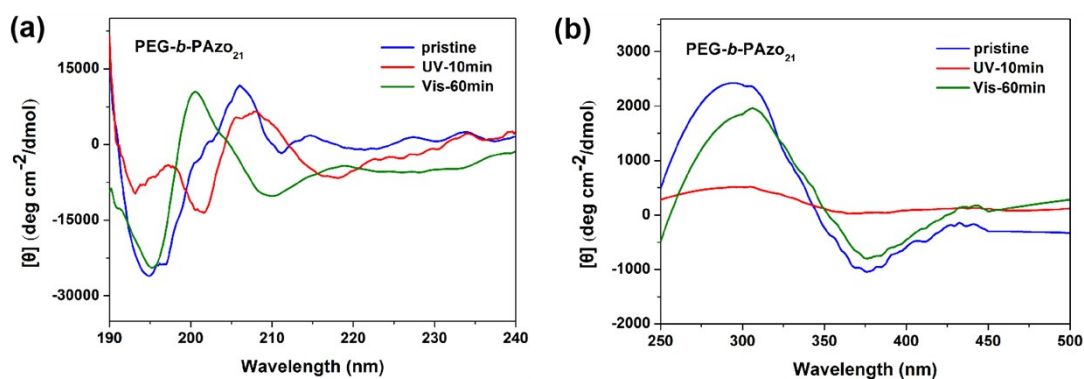 (a)
PEG-b-PAzo21
pristine
UV-10min
Vis-60min
15000
0
-15000
-30000
[θ] (deg cm⁻²/dmol)
190 200 210 220 230 240
Wavelength (nm)
(b)
PEG-b-PAzo21
pristine
UV-10min
Vis-60min
3000
2000
1000
0
-1000
-2000
[θ] (deg cm⁻²/dmol)
250 300 350 400 450 500
Wavelength (nm)